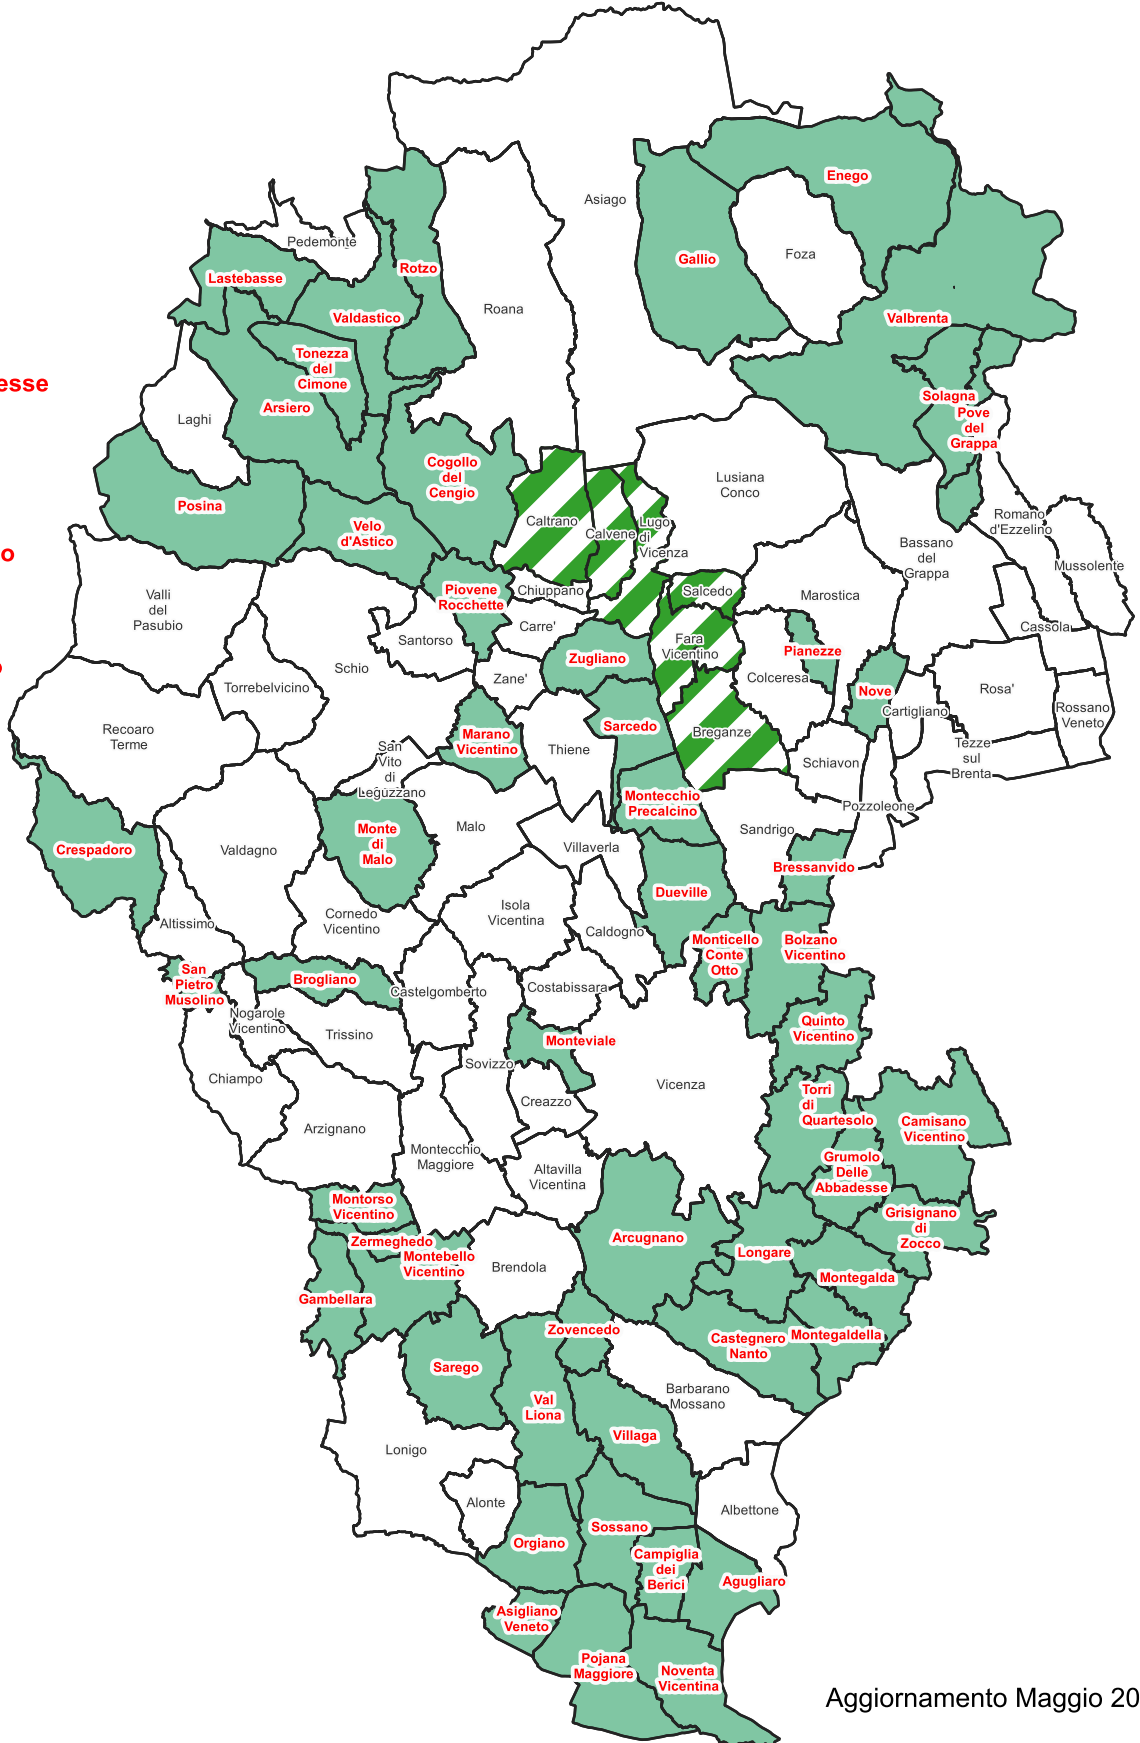 Asiago
Enego
Pedemonte
Foza
Gallio
Rotzo
Lastebasse
Roana
Valdastico
Valbrenta
Tonezza
del
Cimone
esse
Arsiero
Solagna
Laghi
Pove
del
Grappa
Cogollo
del
Cengio
Lusiana
Conco
Posina
Velo
d'Astico
Caltrano
Calvene
Lugo
di
Vicenza
Romano
d'Ezzelino
Bassano
del
Grappa
o
Mussolente
Valli
del
Pasubio
Piovene
Rocchette
Chiuppano
Salcedo
Marostica
Carre'
Cassola
Santorso
Fara
Vicentino
Pianezze
Zugliano
Schio
Zane'
Colceresa
Torrebelvicino
Nove
Rosa'
Cartigliano
Rossano
Veneto
Recoaro
Terme
Sarcedo
Marano
Vicentino
Breganze
San
Vito
di
Leguzzano
Thiene
Tezze
sul
Brenta
Schiavon
Montecchio
Precalcino
Pozzoleone
Monte
di
Malo
Malo
Sandrigo
Crespadoro
Valdagno
Villaverla
Bressanvido
Dueville
Isola
Vicentina
Altissimo
Cornedo
Vicentino
Caldogno
Monticello
Conte
Otto
Bolzano
Vicentino
San
Pietro
Musolino
Brogliano
Castelgomberto
Costabissara
Nogarole
Vicentino
Trissino
Quinto
Vicentino
Monteviale
Sovizzo
Chiampo
Vicenza
Torri
di
Quartesolo
Creazzo
Camisano
Vicentino
Arzignano
Montecchio
Maggiore
Grumolo
Delle
Abbadesse
Altavilla
Vicentina
Montorso
Vicentino
Grisignano
di
Zocco
Zermeghedo
Arcugnano
Montebello
Vicentino
Longare
Brendola
Montegalda
Gambellara
Zovencedo
Castegnero
Nanto
Montegaldella
Sarego
Barbarano
Mossano
Val
Liona
Villaga
Lonigo
Alonte
Albettone
Sossano
Orgiano
Campiglia
dei
Berici
Agugliaro
Asigliano
Veneto
Pojana
Maggiore
Noventa
Vicentina
Aggiornamento Maggio 20